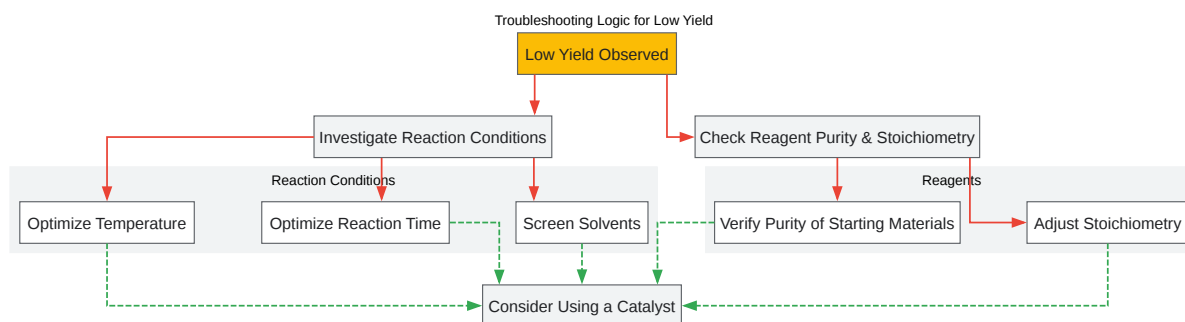 Troubleshooting Logic for Low Yield
Low Yield Observed
Investigate Reaction Conditions
Check Reagent Purity & Stoichiometry
Reaction Conditions
Reagents
Optimize Temperature
Optimize Reaction Time
Screen Solvents
Verify Purity of Starting Materials
Adjust Stoichiometry
Consider Using a Catalyst